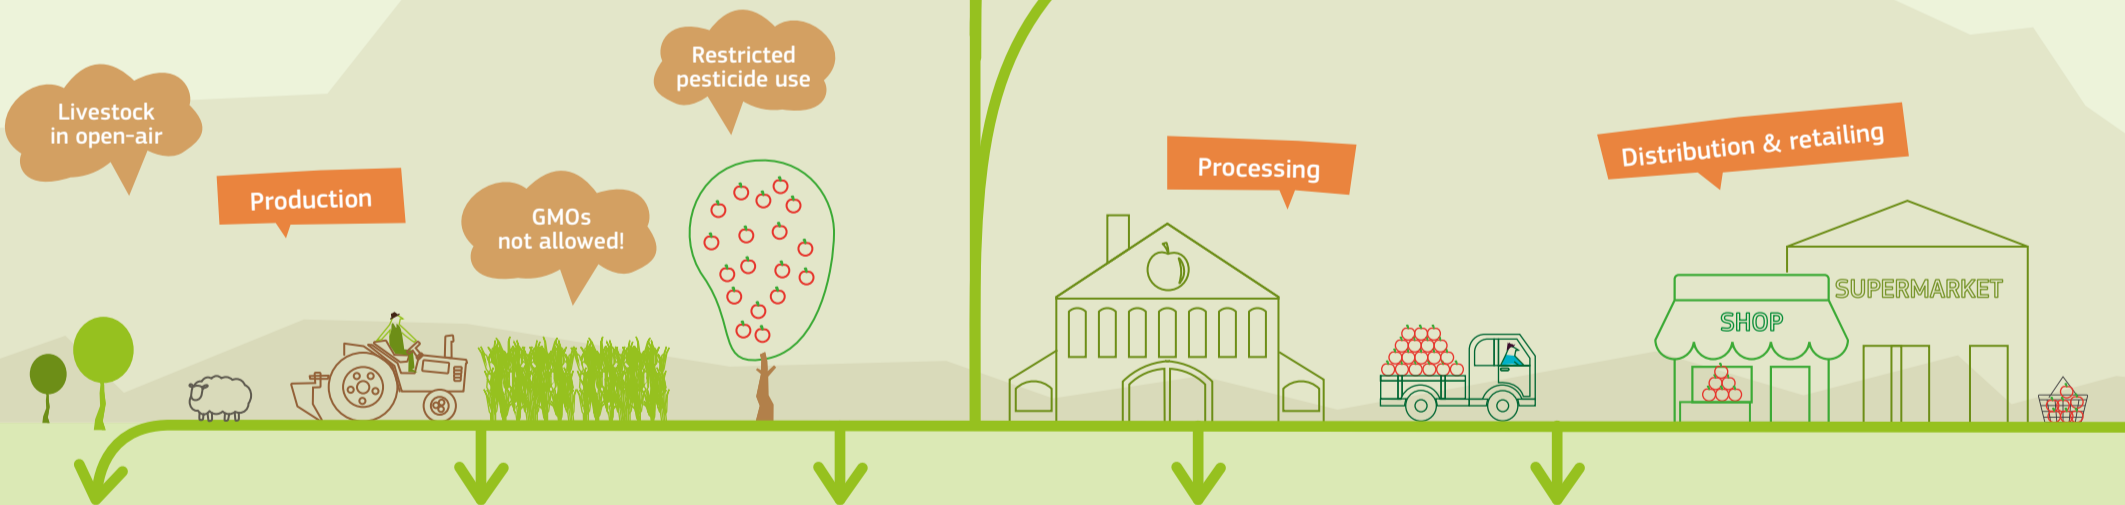 Livestock
in open-air
Production
GMOs
not allowed!
Restricted
pesticide use
Processing
Distribution & retailing
SHOP
SUPERMARKET